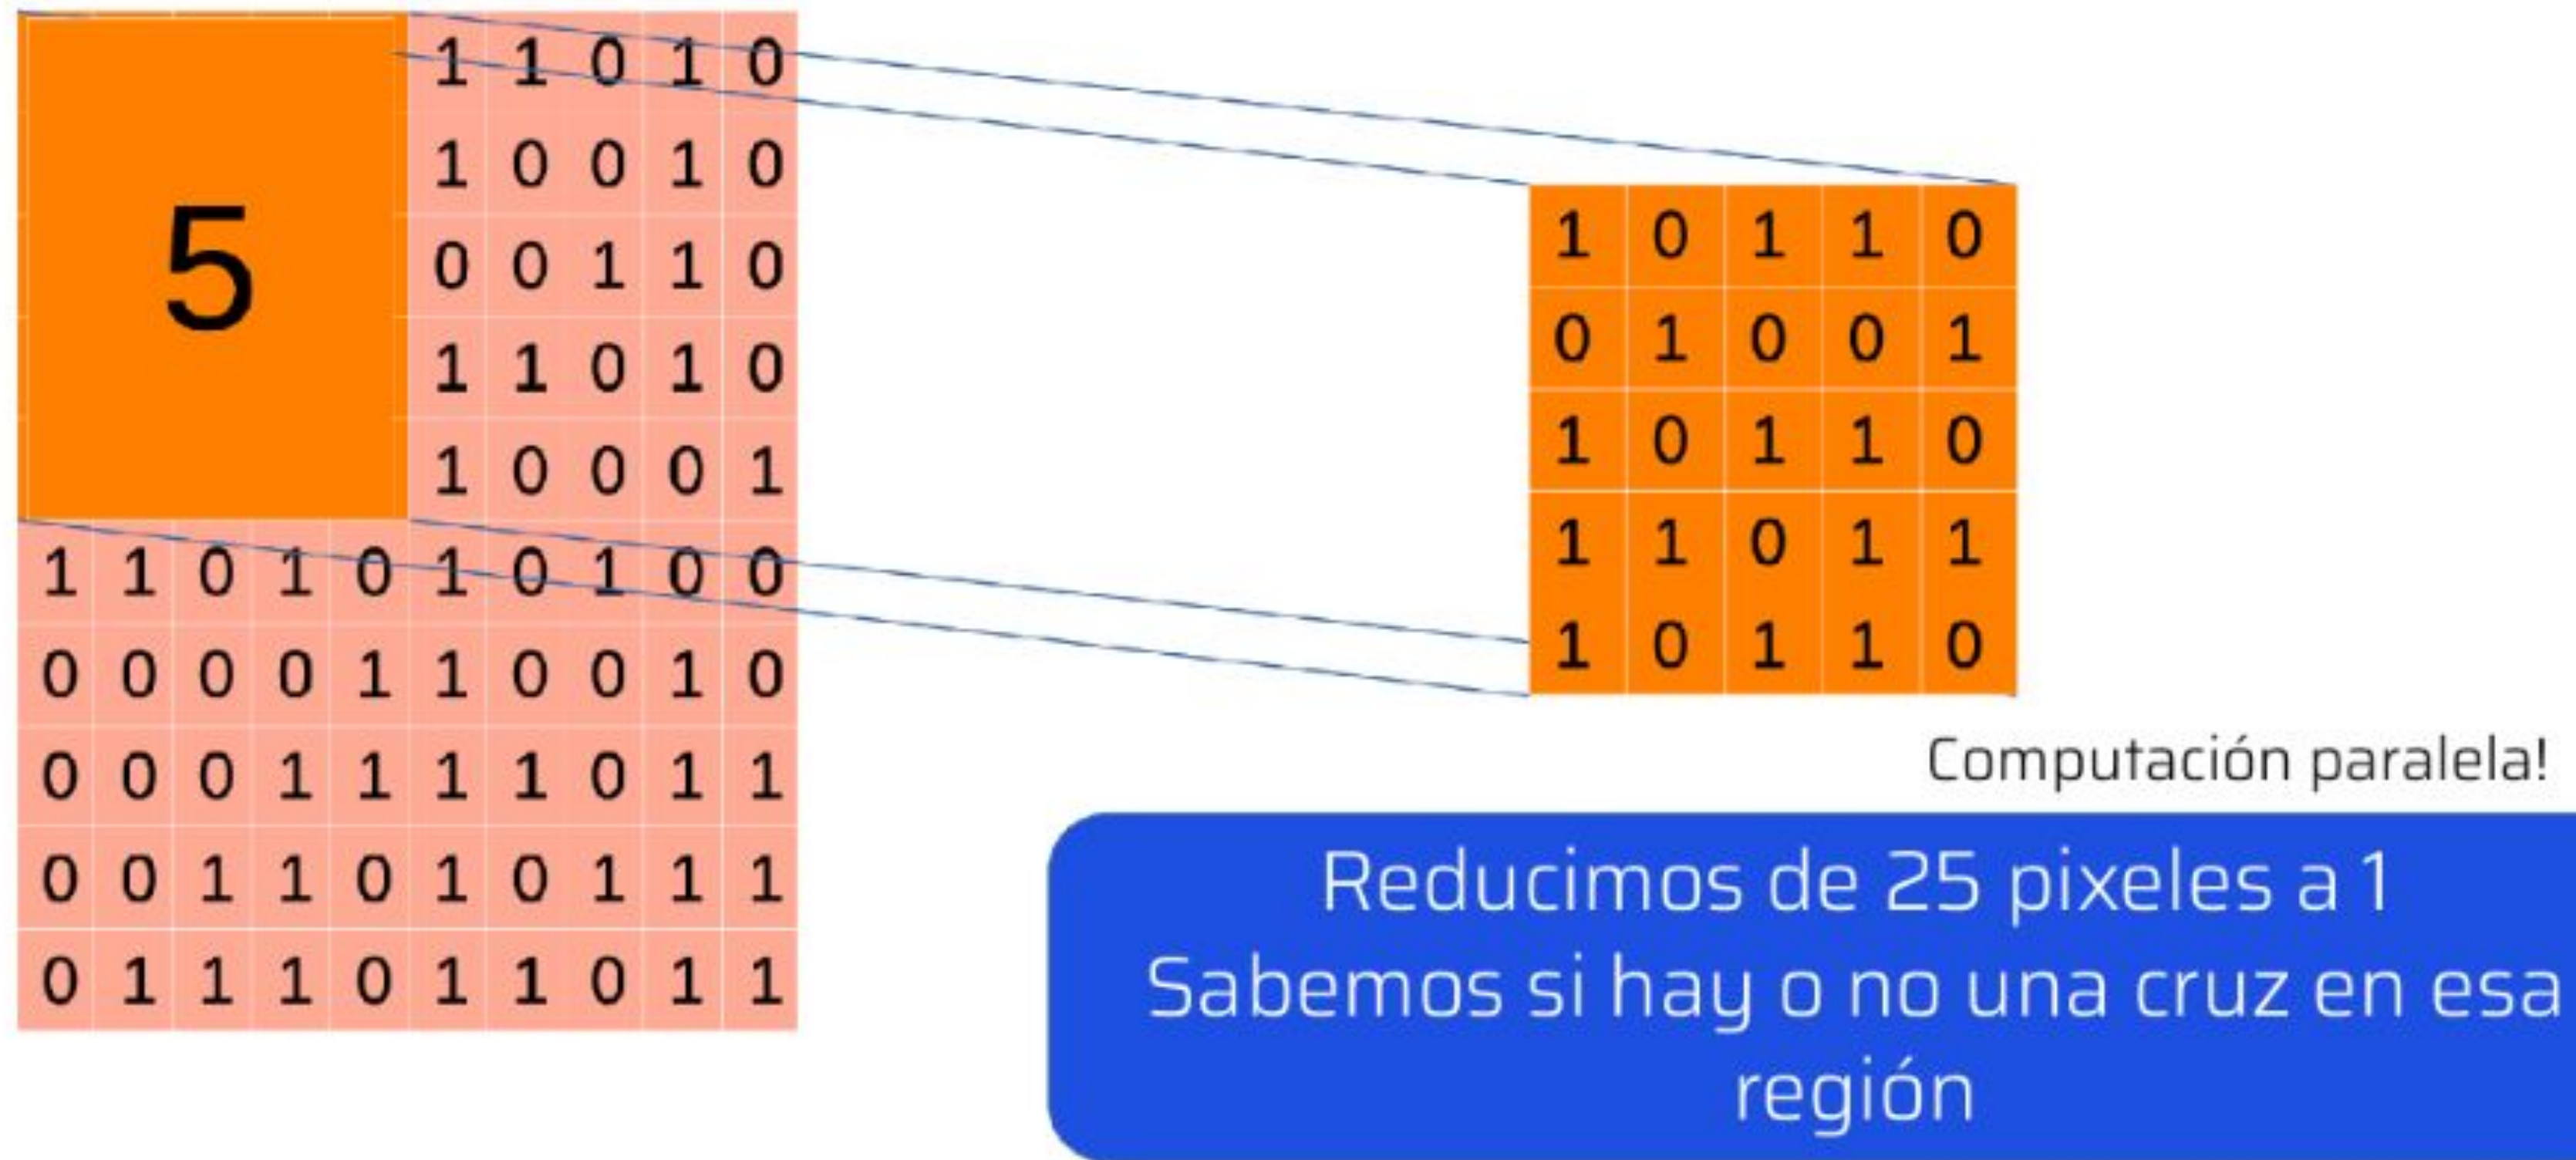 1 1 0 1 0
1 0 0 1 0
5
0 0 1 1 0
1 1 0 1 0
1 0 0 0 1
1 1 0 1 0 1 0 1 0 0
0 0 0 0 1 1 0 0 1 0
0 0 0 1 1 1 1 0 1 1
0 0 1 1 0 1 0 1 1 1
0 1 1 1 0 1 1 0 1 1
1 0 1 1 0
0 1 0 0 1
1 0 1 1 0
1 1 0 1 1
1 0 1 1 0
Computación paralela!
Reducimos de 25 pixeles a 1
Sabemos si hay o no una cruz en esa
región